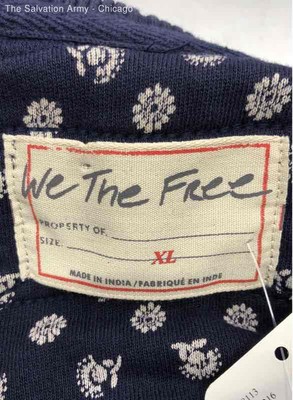 The Salvation Army - Chicago
We The Free
PROPERTY OF:
SIZE: XL
MADE IN INDIA/FABRIQUÉ EN INDE